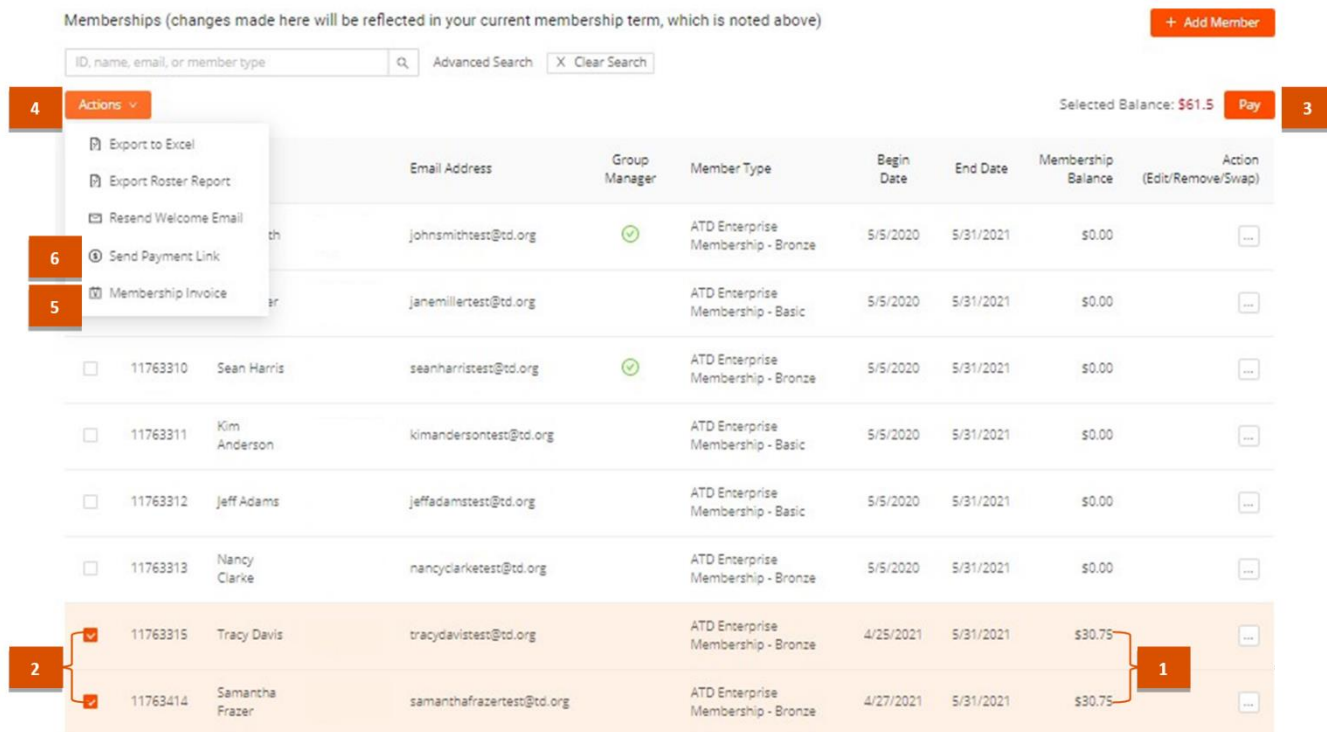 Memberships (changes made here will be reflected in your current membership term, which is noted above)
+ Add Member
ID, name, email, or member type
Advanced Search
X Clear Search
4
Actions
Selected Balance: $61.5
Pay
3
Export to Excel
Export Roster Report
Resend Welcome Email
6
Send Payment Link
5
Membership Invoice
Email Address
Group
Manager
Member Type
Begin
Date
End Date
Membership
Balance
Action
(Edit/Remove/Swap)
th
johnsmithtest@td.org
ATD Enterprise
Membership - Bronze
5/5/2020
5/31/2021
$0.00
...
er
janemillertest@td.org
ATD Enterprise
Membership - Basic
5/5/2020
5/31/2021
$0.00
...
11763310
Sean Harris
seanharristest@td.org
ATD Enterprise
Membership - Bronze
5/5/2020
5/31/2021
$0.00
...
11763311
Kim
Anderson
kimandersontest@td.org
ATD Enterprise
Membership - Basic
5/5/2020
5/31/2021
$0.00
...
11763312
Jeff Adams
jeffadamstest@td.org
ATD Enterprise
Membership - Basic
5/5/2020
5/31/2021
$0.00
...
11763313
Nancy
Clarke
nancyclarketest@td.org
ATD Enterprise
Membership - Bronze
5/5/2020
5/31/2021
$0.00
...
2
11763315
Tracy Davis
tracydavistest@td.org
ATD Enterprise
Membership - Bronze
4/25/2021
5/31/2021
$30.75
1
...
11763414
Samantha
Frazer
samanthafrazertest@td.org
ATD Enterprise
Membership - Bronze
4/27/2021
5/31/2021
$30.75
...